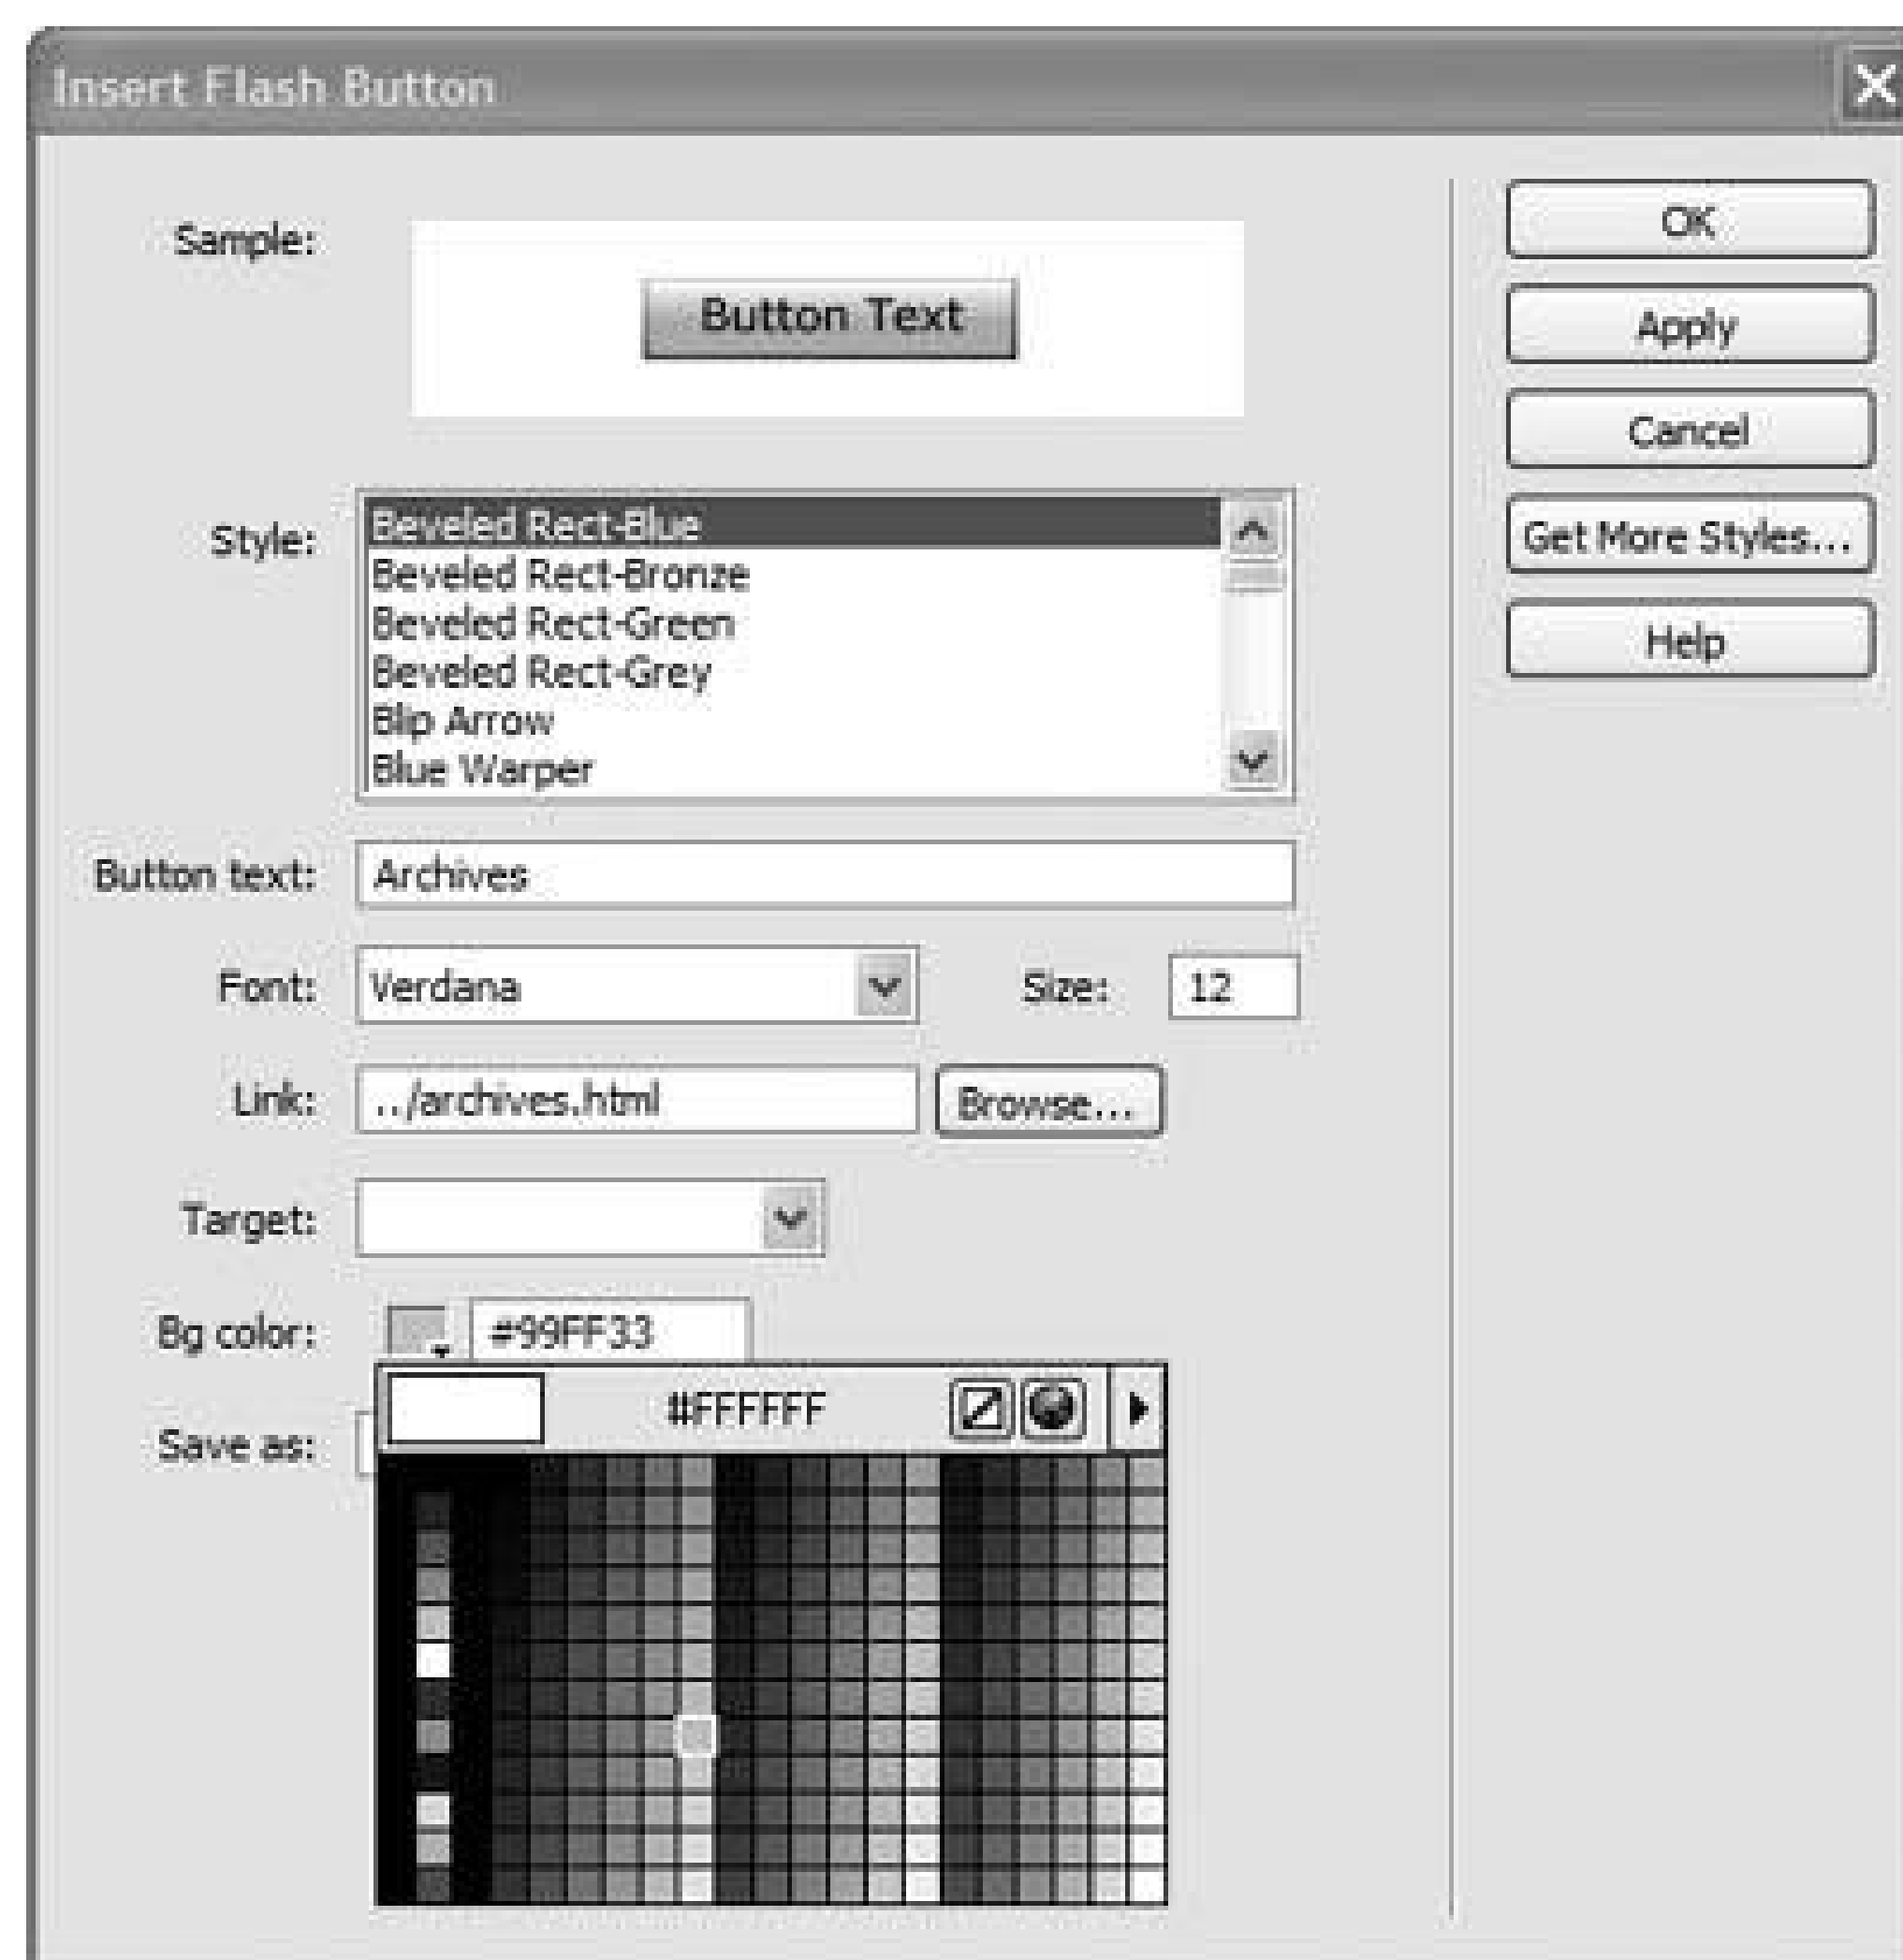 Insert Flash Button
Sample:
Button Text
Style:
Beveled Rect-Blue
Beveled Rect-Bronze
Beveled Rect-Green
Beveled Rect-Grey
Blip Arrow
Blue Warper
Button text: Archives
Font: Verdana Size: 12
Link: ../archives.html Browse...
Target:
Bg color: #99FF33
#FFFFFF
Save as:
OK
Apply
Cancel
Get More Styles...
Help